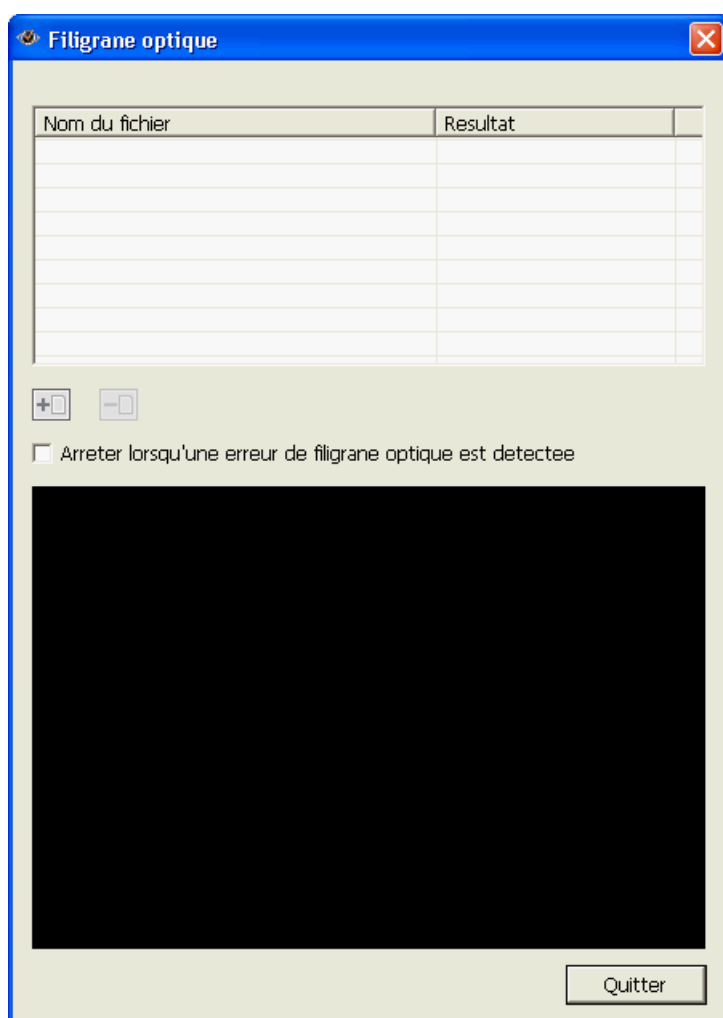 Filigrane optique
Nom du fichier Resultat
Arreter lorsqu'une erreur de filigrane optique est detectee
Quitter